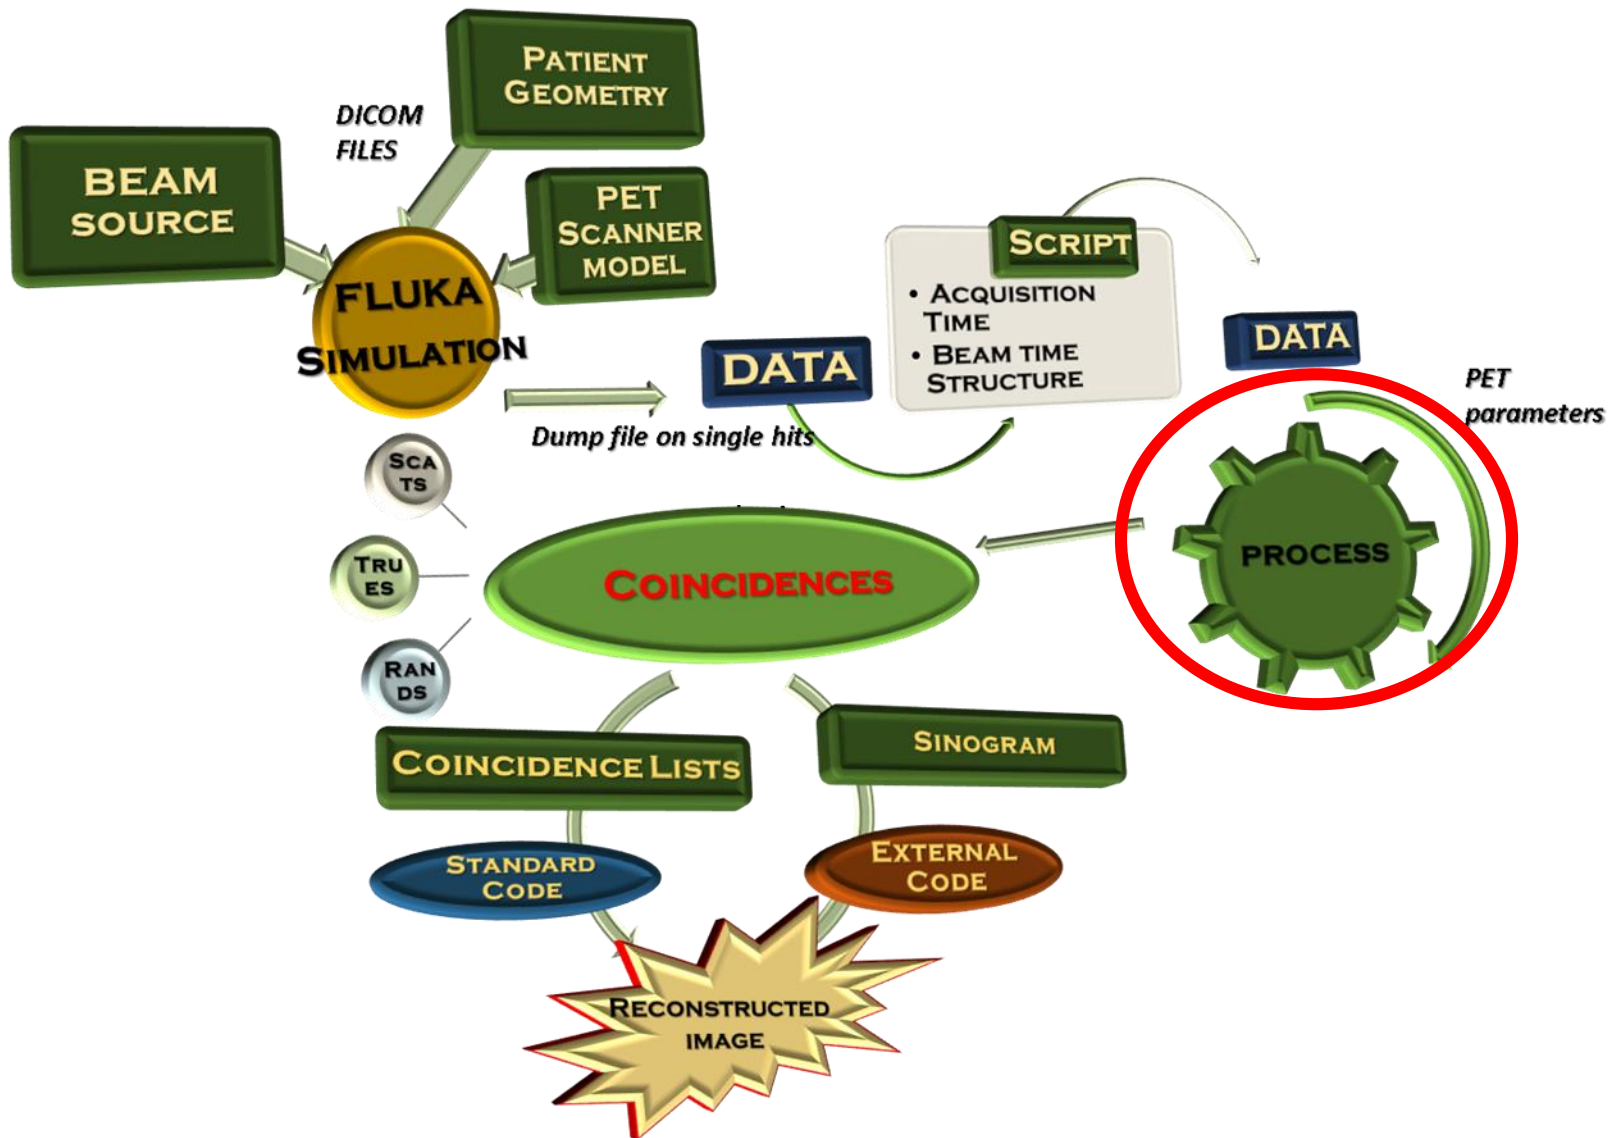 PATIENT
GEOMETRY
DICOM
FILES
BEAM
SOURCE
PET
SCANNER
MODEL
FLUKA
SIMULATION
SCRIPT
• ACQUISITION
TIME
• BEAM TIME
STRUCTURE
DATA
DATA
PET
parameters
Dump file on single hits
SCA
TS
TRU
ES
RAN
DS
COINCIDENCES
PROCESS
COINCIDENCE LISTS
SINOGRAM
STANDARD
CODE
EXTERNAL
CODE
RECONSTRUCTED
IMAGE